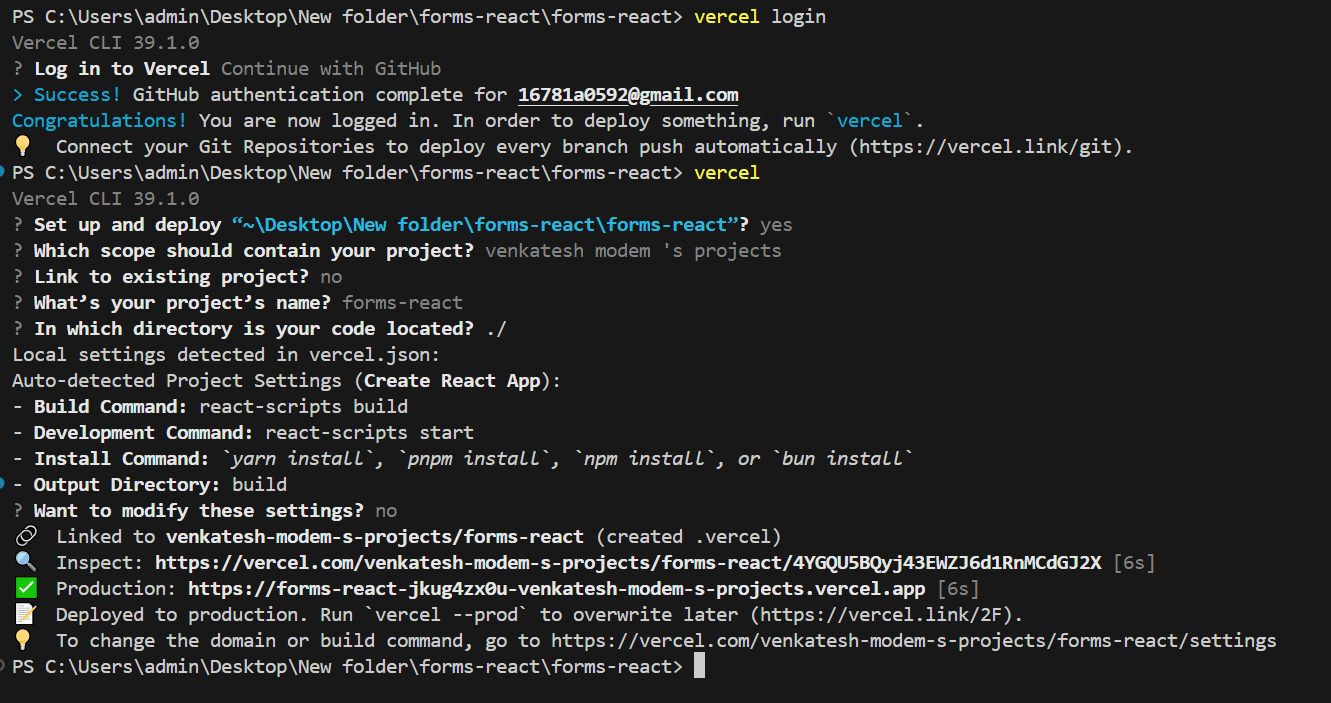 PS C:\Users\admin\Desktop\New folder\forms-react\forms-react> vercel login
Vercel CLI 39.1.0
? Log in to Vercel Continue with GitHub
> Success! GitHub authentication complete for 16781a0592@gmail.com
Congratulations! You are now logged in. In order to deploy something, run `vercel`.
💡  Connect your Git Repositories to deploy every branch push automatically (https://vercel.link/git).
PS C:\Users\admin\Desktop\New folder\forms-react\forms-react> vercel
Vercel CLI 39.1.0
? Set up and deploy “~\Desktop\New folder\forms-react\forms-react”? yes
? Which scope should contain your project? venkatesh modem 's projects
? Link to existing project? no
? What’s your project’s name? forms-react
? In which directory is your code located? ./
Local settings detected in vercel.json:
Auto-detected Project Settings (Create React App):
- Build Command: react-scripts build
- Development Command: react-scripts start
- Install Command: `yarn install`, `pnpm install`, `npm install`, or `bun install`
- Output Directory: build
? Want to modify these settings? no
🔗  Linked to venkatesh-modem-s-projects/forms-react (created .vercel)
🔍  Inspect: https://vercel.com/venkatesh-modem-s-projects/forms-react/4YGQU5BQyj43EWZJ6d1RnMCdGJ2X [6s]
✅  Production: https://forms-react-jkug4zx0u-venkatesh-modem-s-projects.vercel.app [6s]
📝  Deployed to production. Run `vercel --prod` to overwrite later (https://vercel.link/2F).
💡  To change the domain or build command, go to https://vercel.com/venkatesh-modem-s-projects/forms-react/settings
PS C:\Users\admin\Desktop\New folder\forms-react\forms-react>